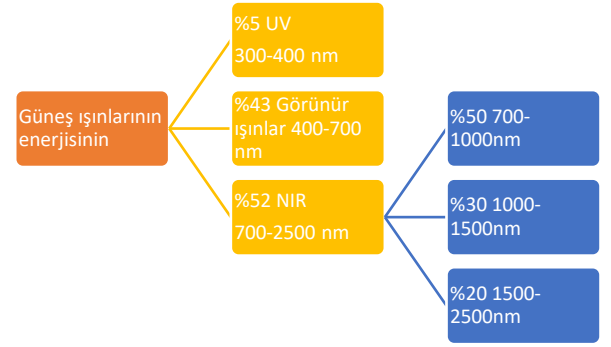 Güneş ışınlarının
enerjisinin
%5 UV
300-400 nm
%43 Görünür
ışınlar 400-700
nm
%52 NIR
700-2500 nm
%50 700-
1000nm
%30 1000-
1500nm
%20 1500-
2500nm